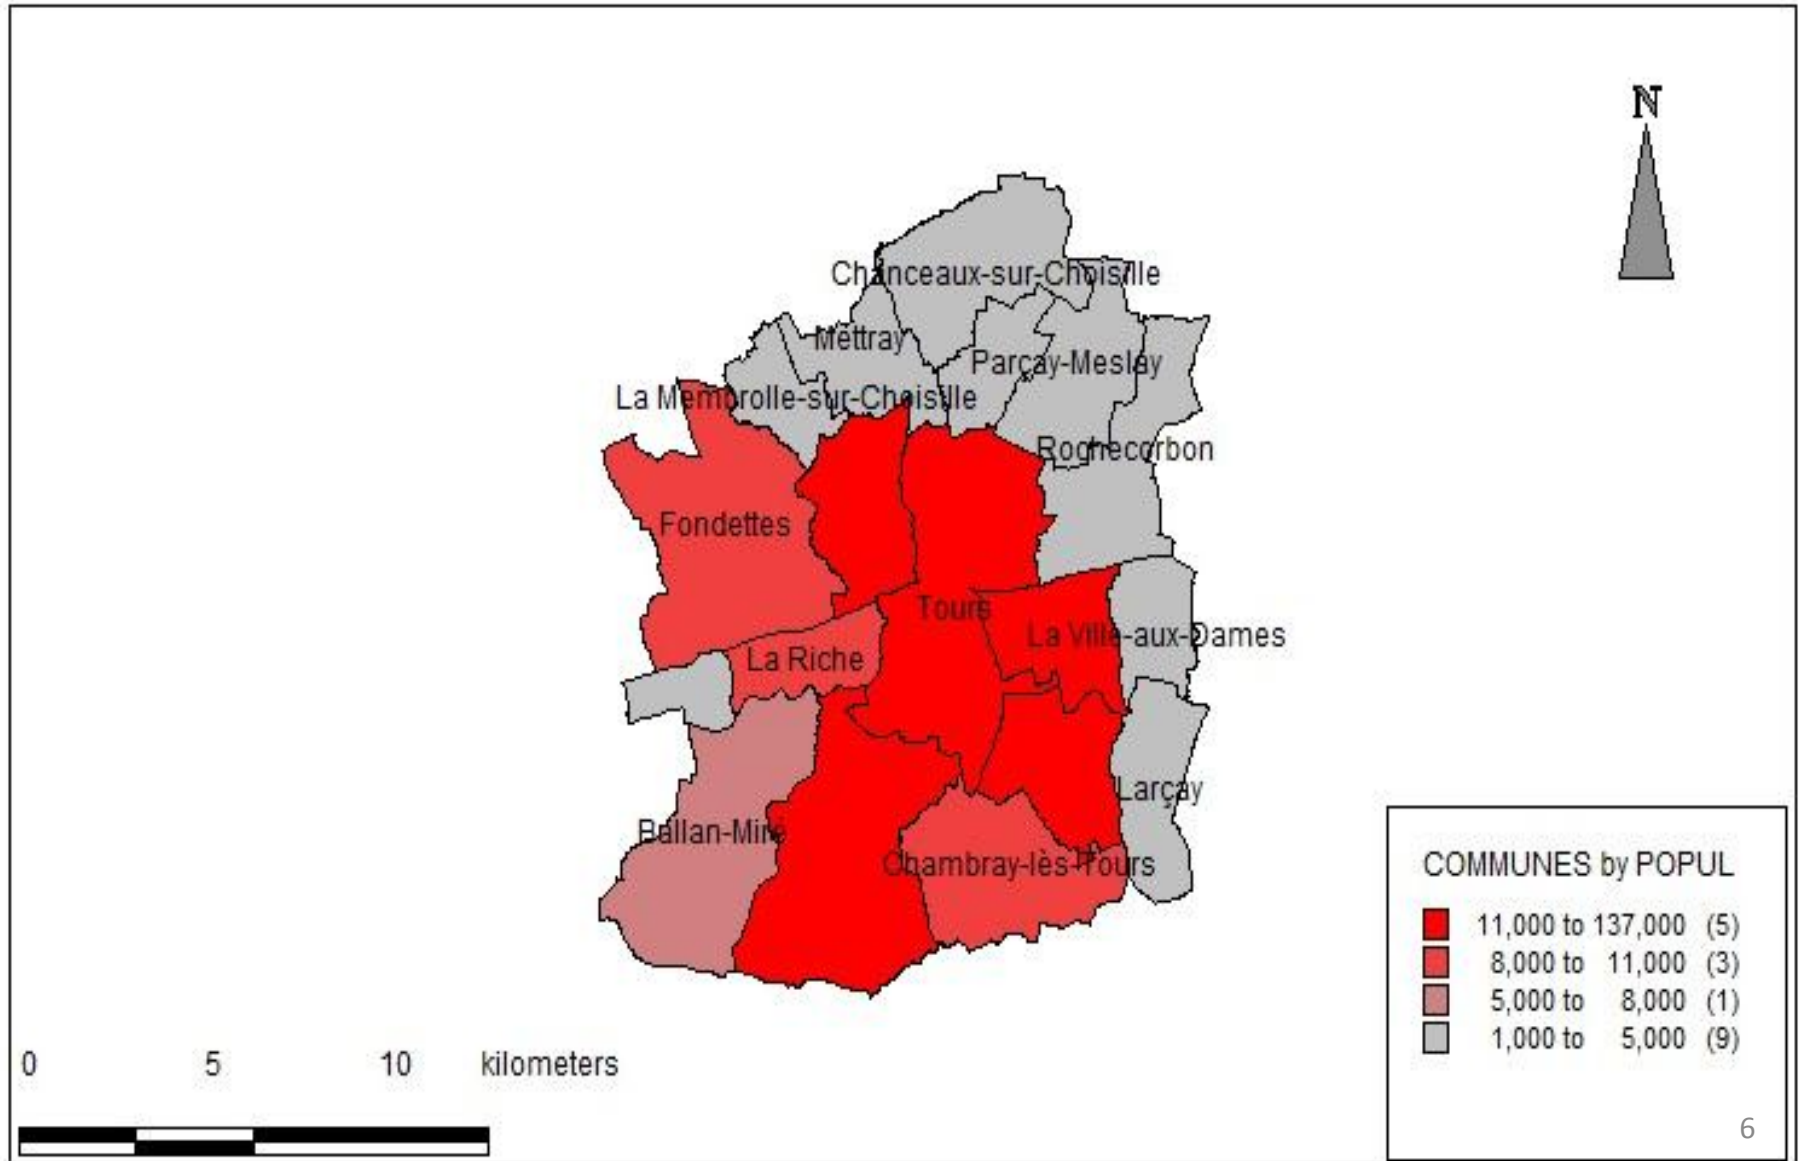 N
Chanceaux-sur-Choisille
Mettray
Parçay-Meslay
La Membrolle-sur-Choisille
Rochecorbon
Fondettes
Tours
La Ville-aux-Dames
La Riche
Larçay
Ballan-Miré
Chambray-lès-Tours
COMMUNES by POPUL
11,000 to 137,000 (5)
8,000 to 11,000 (3)
5,000 to 8,000 (1)
1,000 to 5,000 (9)
0 5 10 kilometers
6